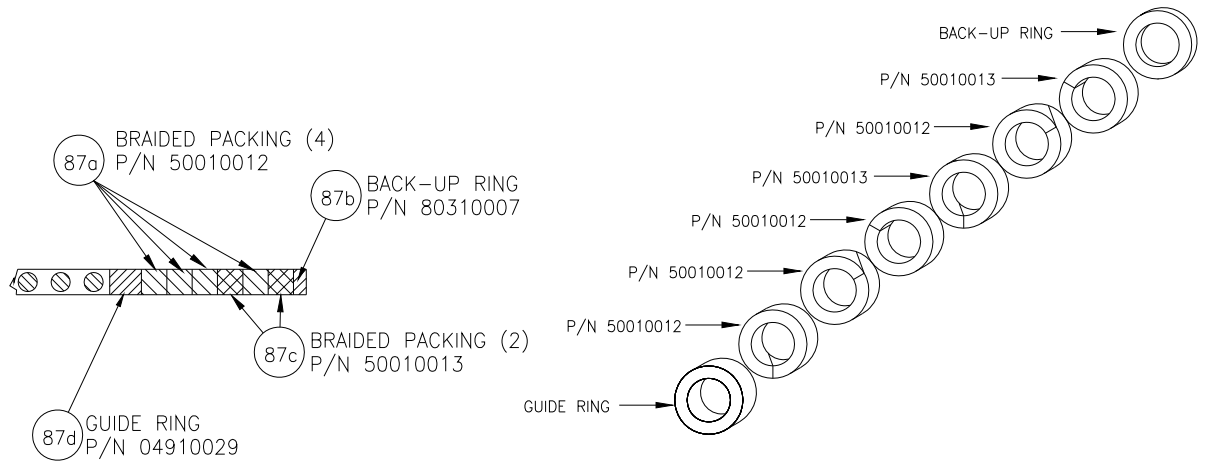 87a
BRAIDED PACKING (4)
P/N 50010012
87b
BACK-UP RING
P/N 80310007
87c
BRAIDED PACKING (2)
P/N 50010013
87d
GUIDE RING
P/N 04910029
BACK-UP RING
P/N 50010013
P/N 50010012
P/N 50010013
P/N 50010012
P/N 50010012
P/N 50010012
GUIDE RING